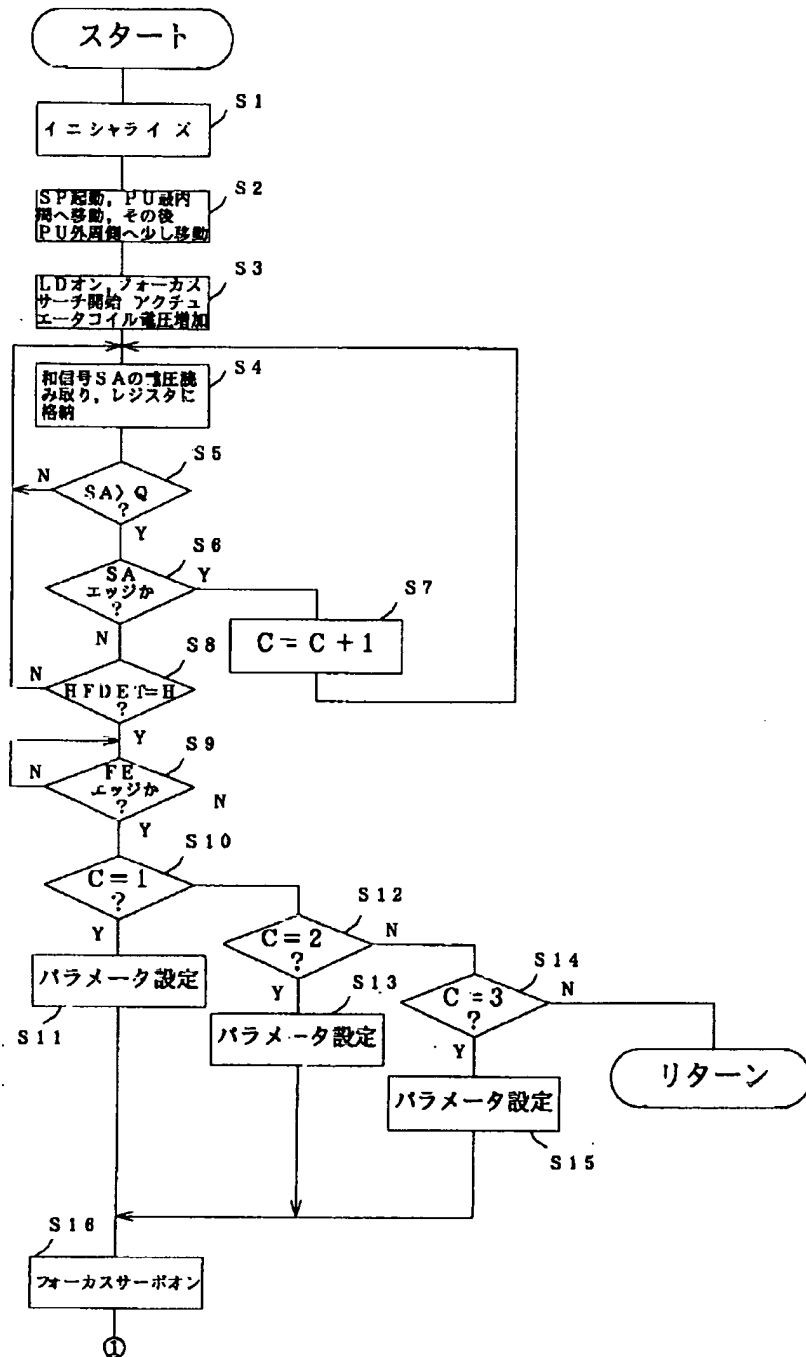 スタート
S1
イニシャライズ
S2
SP起動，PU最内
周へ移動，その後
PU外周側へ少し移動
S3
LDオン，フォーカス
サーチ開始 アクチュ
エータコイル電圧増加
S4
和信号SAの電圧読
み取り，レジスタに
格納
S5
N
SA〉Q
?
Y
S6
SA
エッジか
?
Y
S7
C=C+1
N
S8
N
HFDET=H
?
Y
S9
N
FE
エッジか
?
N
Y
S10
C=1
?
S12
Y
C=2
?
N
S14
パラメータ設定
S11
Y
S13
C=3
?
N
パラメータ設定
Y
リターン
パラメータ設定
S15
S16
フォーカスサーボオン
①